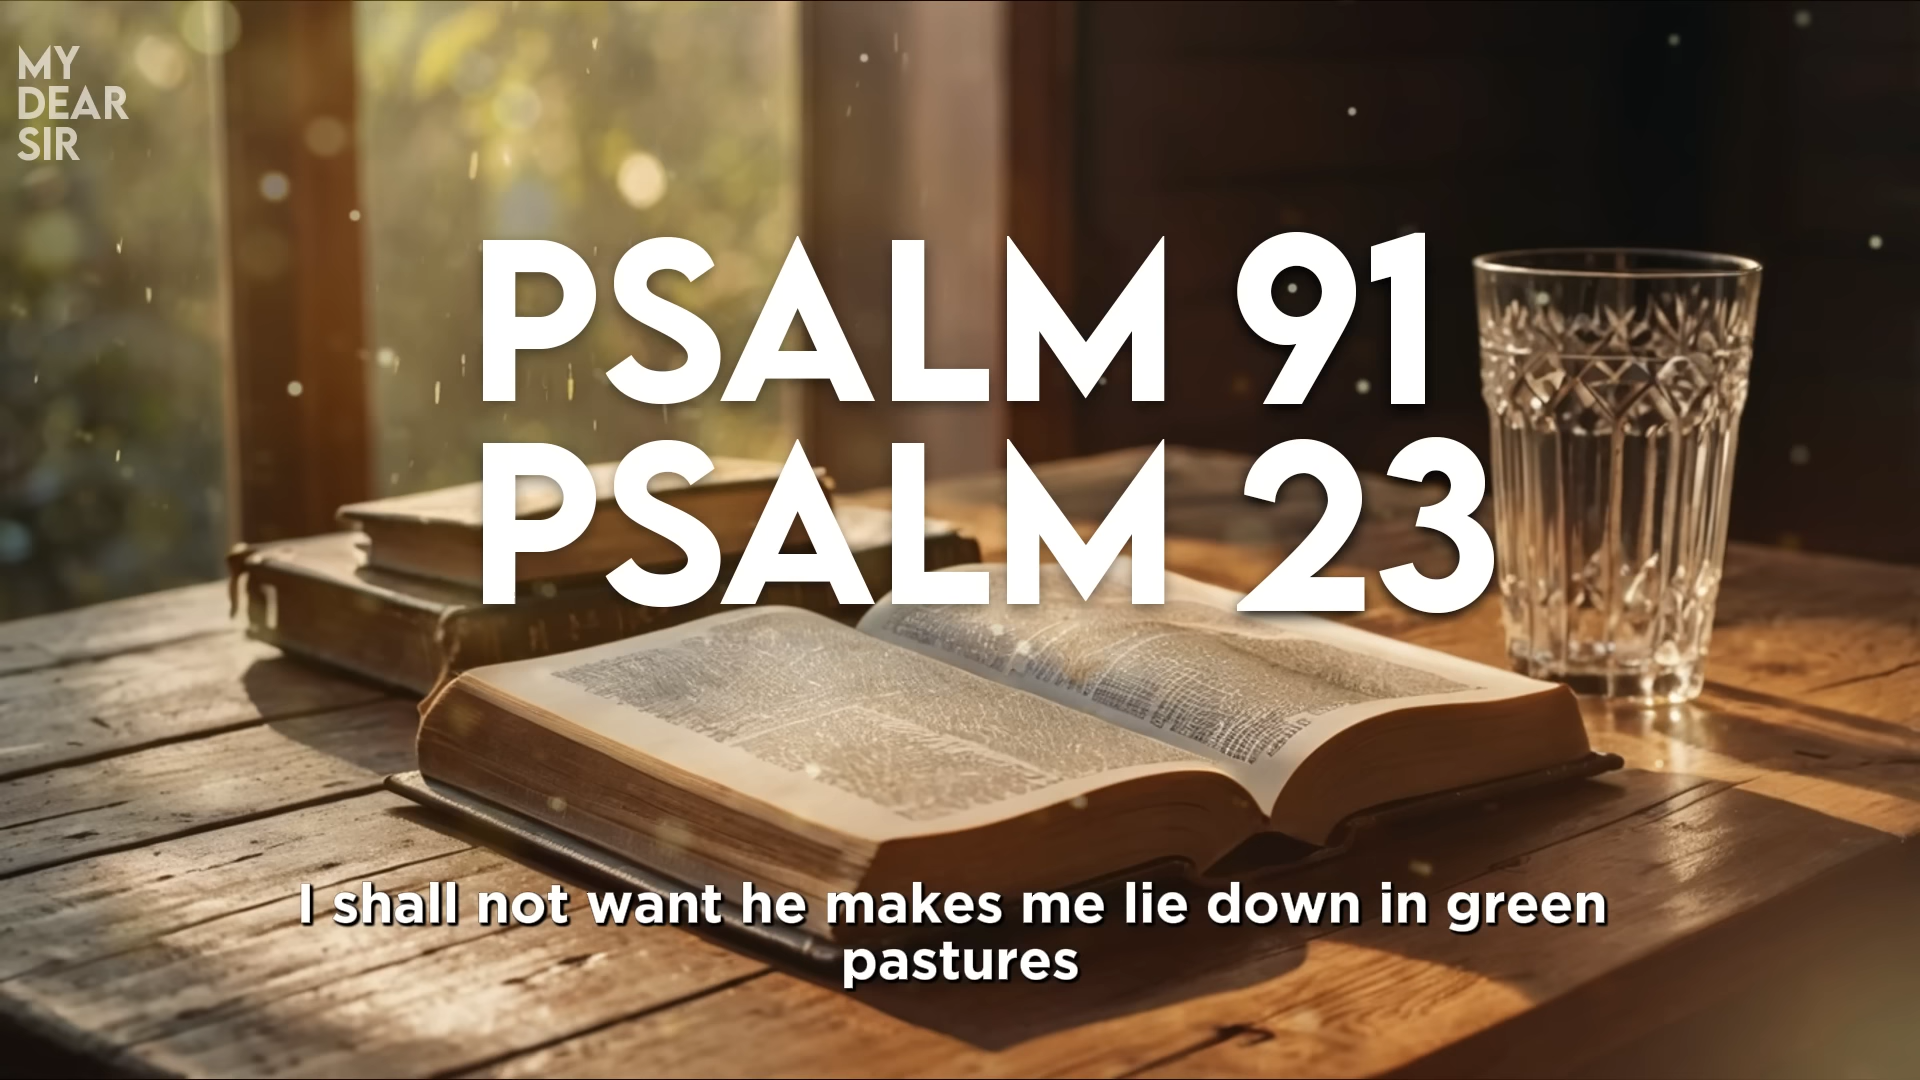 MY
DEAR
SIR
PSALM 91
PSALM 23
I shall not want he makes me lie down in green
pastures